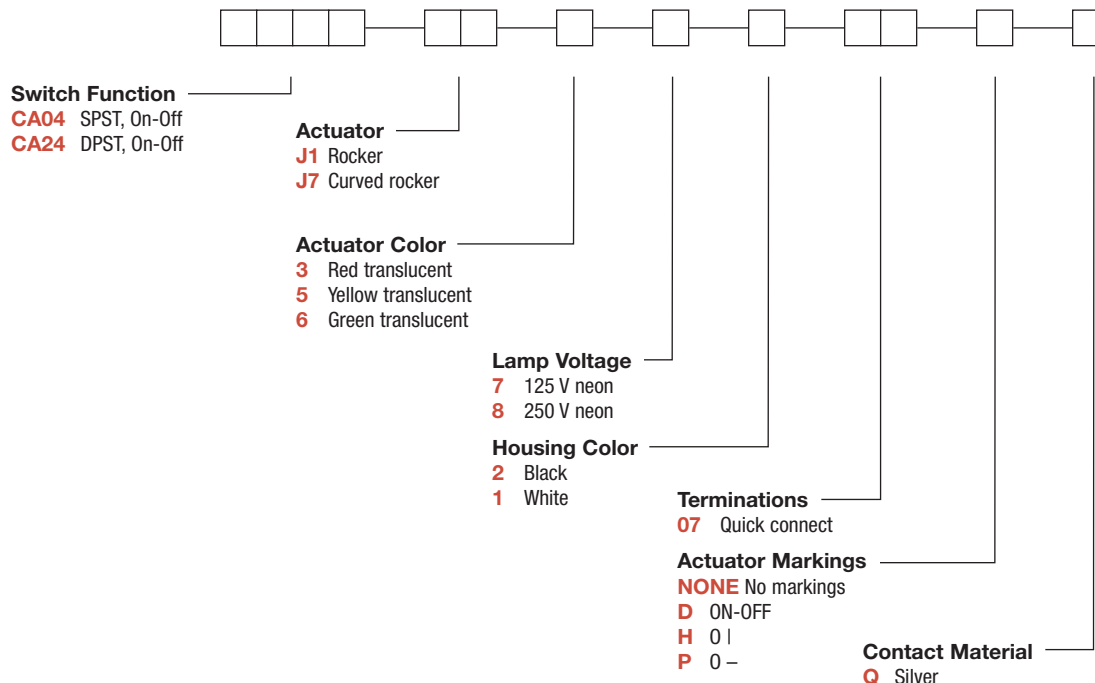 Switch Function
CA04 SPST, On-Off
CA24 DPST, On-Off
Actuator
J1 Rocker
J7 Curved rocker
Actuator Color
3 Red translucent
5 Yellow translucent
6 Green translucent
Lamp Voltage
7 125 V neon
8 250 V neon
Housing Color
2 Black
1 White
Terminations
07 Quick connect
Actuator Markings
NONE No markings
D ON-OFF
H 0 |
P 0 –
Contact Material
Q Silver